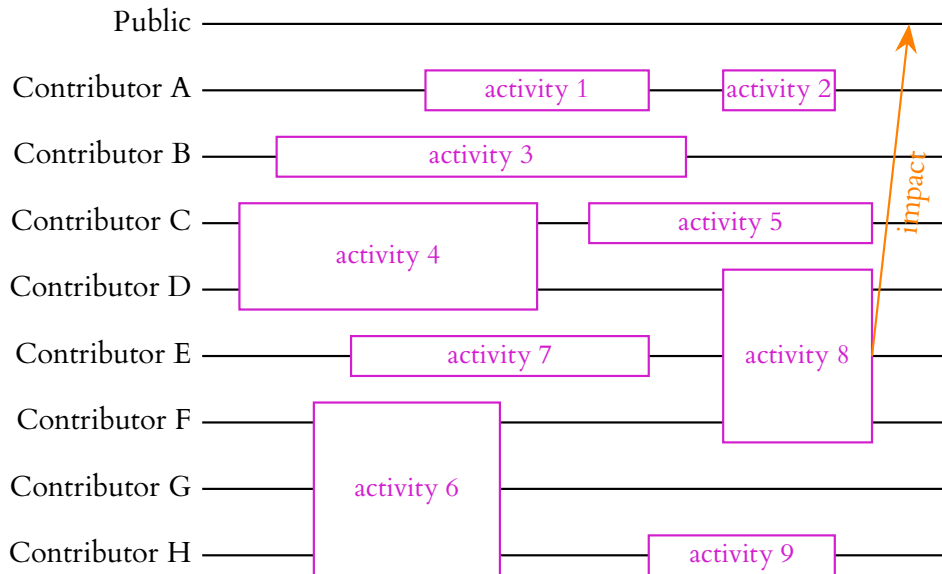 Public
Contributor A
activity 1
activity 2
Contributor B
activity 3
impact
Contributor C
activity 5
activity 4
Contributor D
Contributor E
activity 7
activity 8
Contributor F
Contributor G
activity 6
Contributor H
activity 9